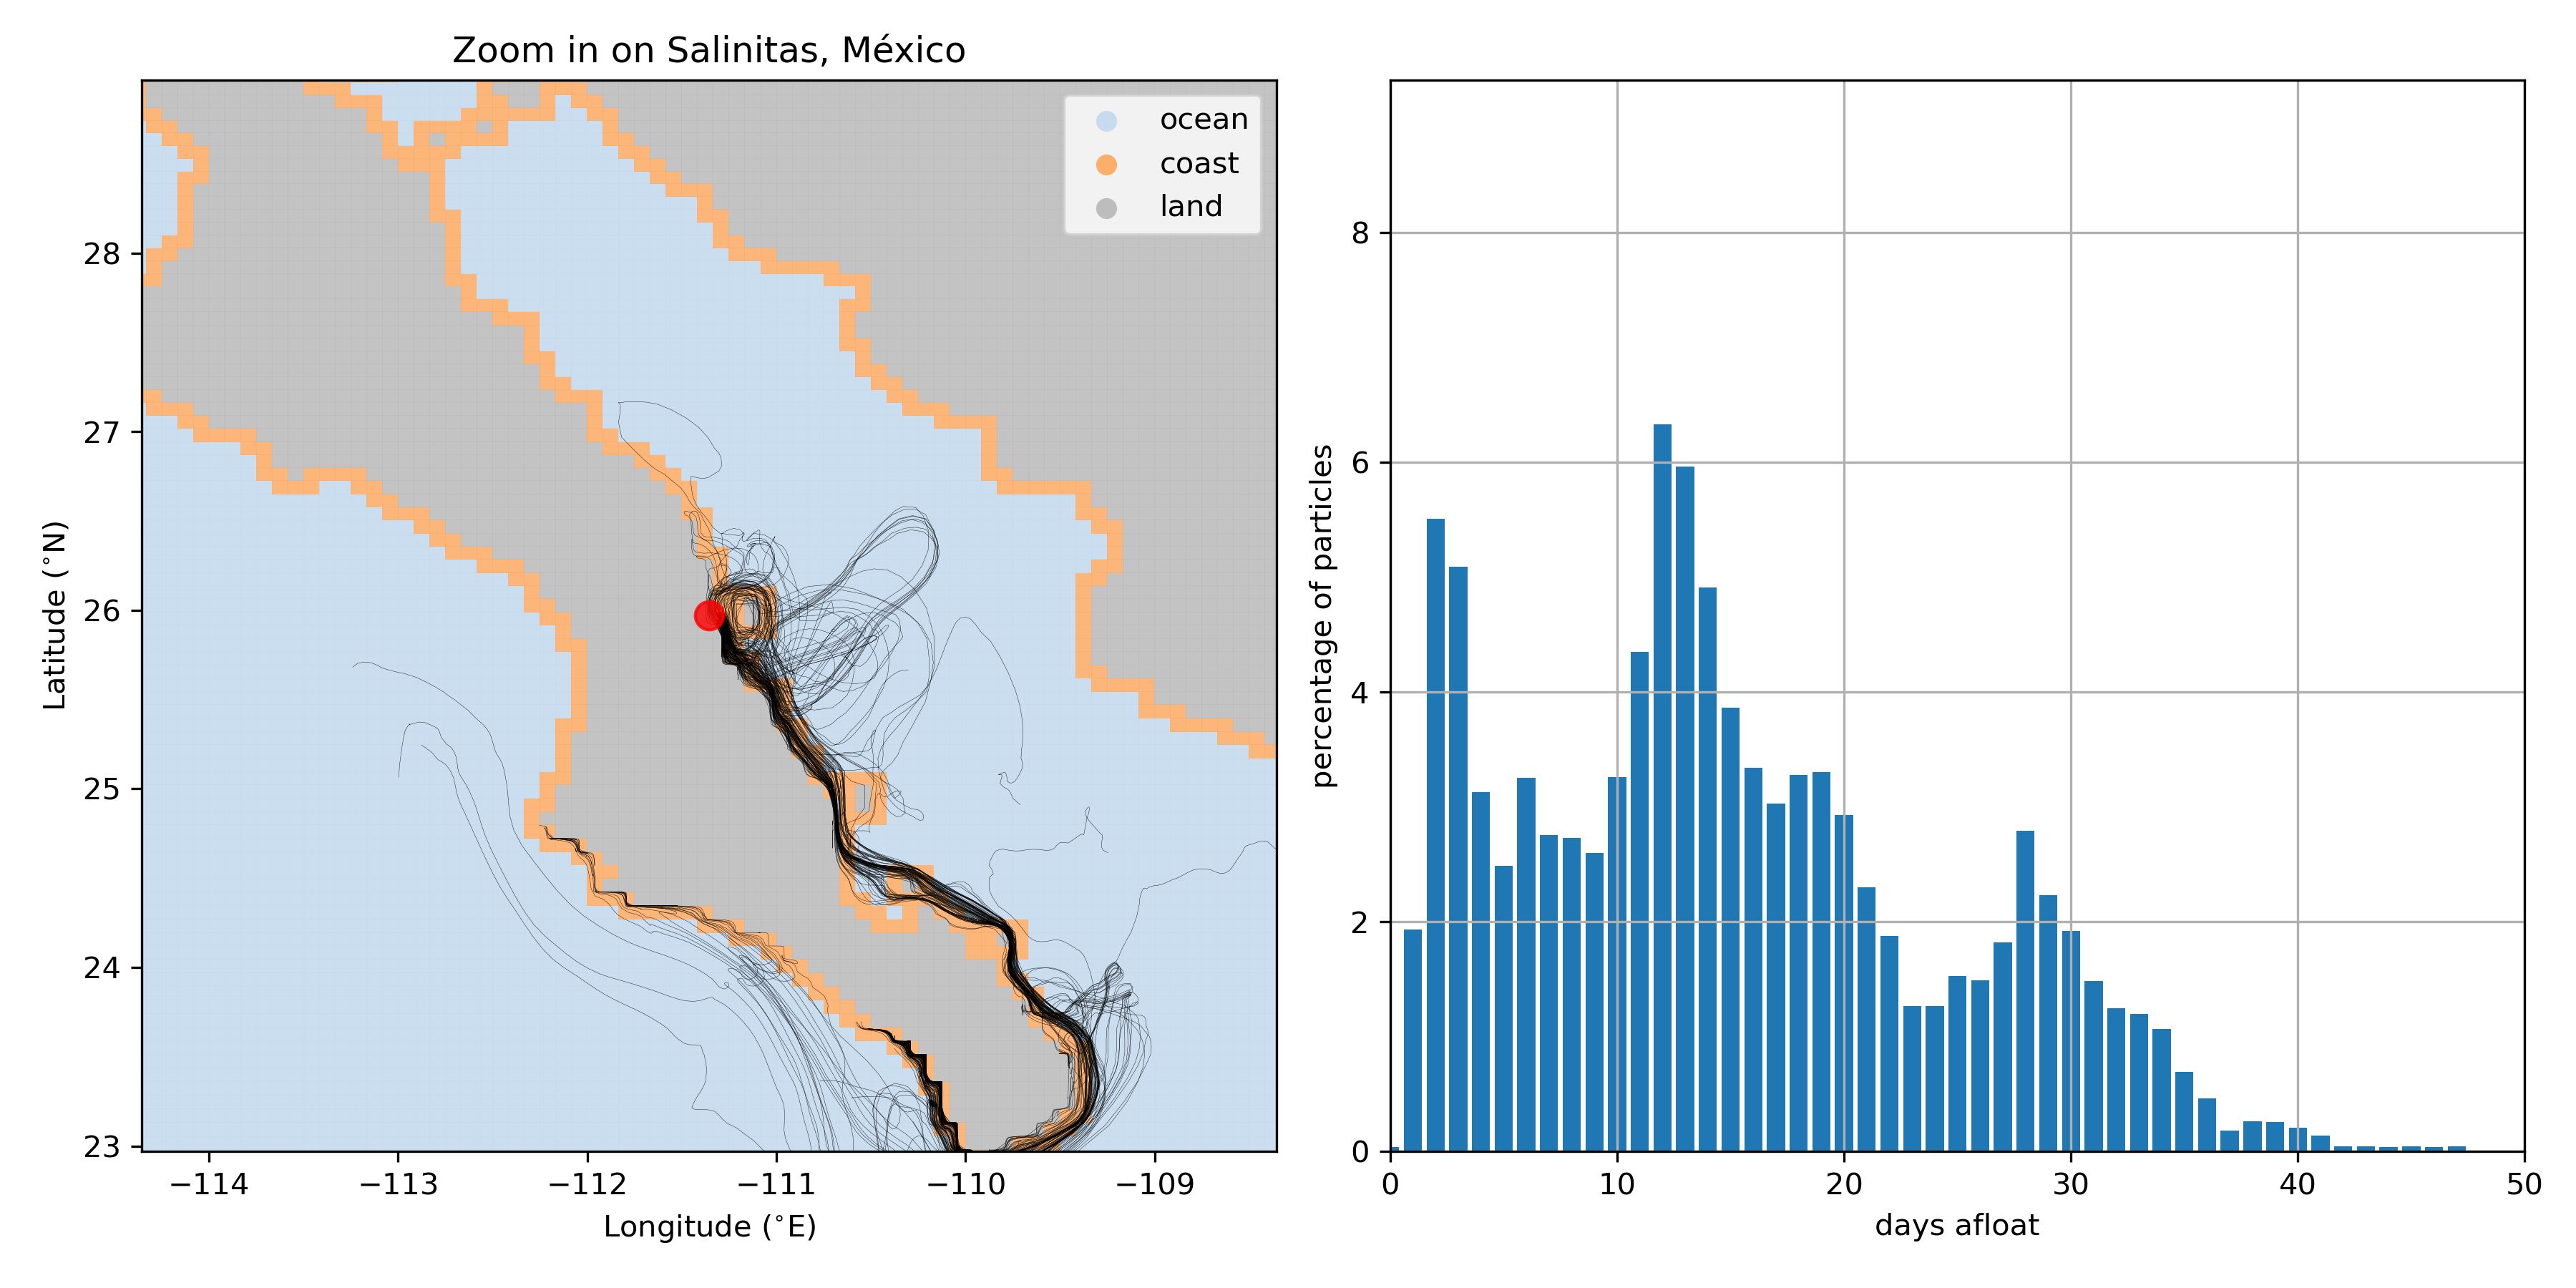 Zoom in on Salinitas, México
ocean
coast
land
28
27
26
25
24
23
Latitude (°N)
−114
−113
−112
−111
−110
−109
Longitude (°E)
8
6
4
2
0
percentage of particles
0
10
20
30
40
50
days afloat